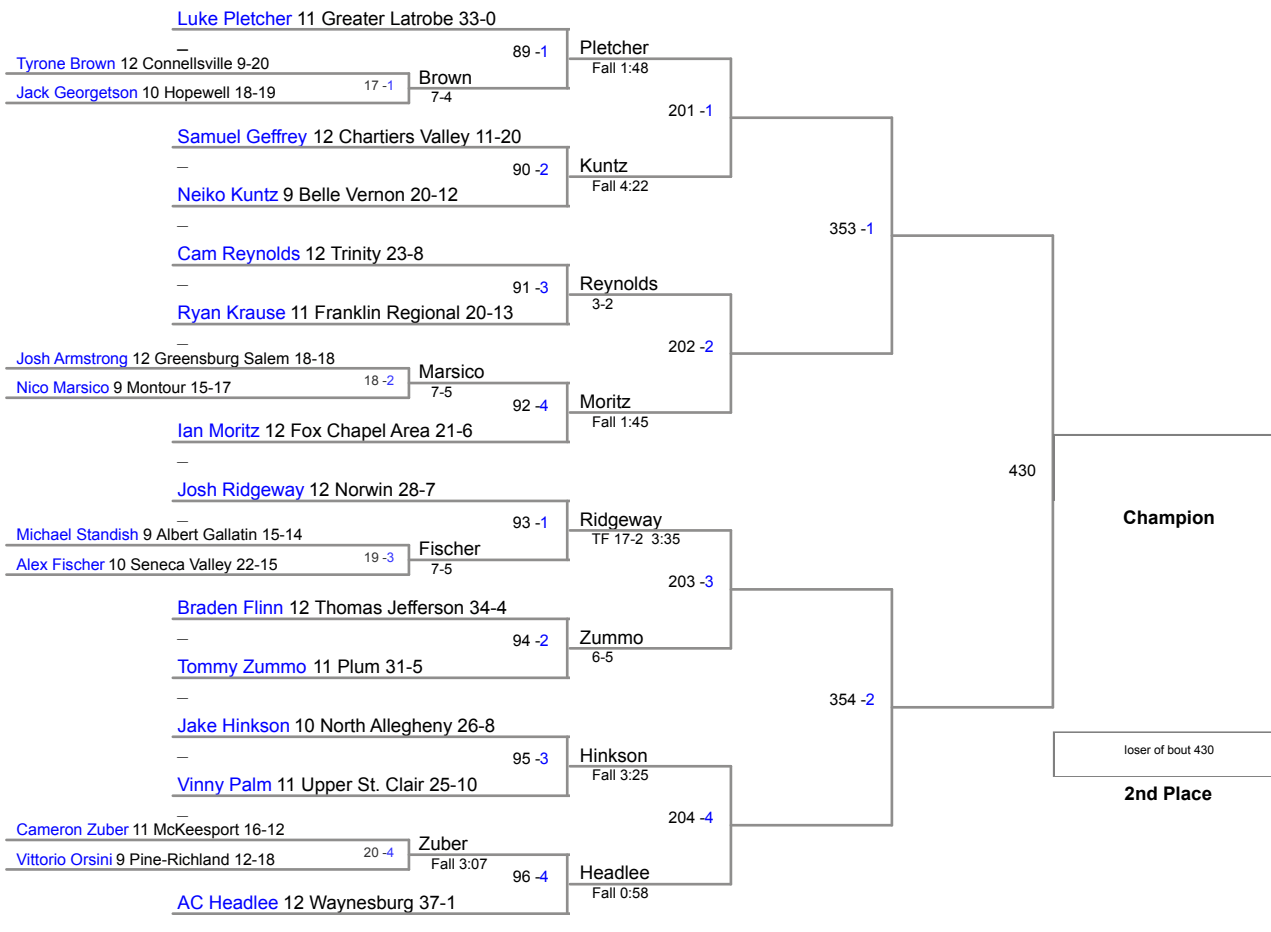 Luke Pletcher 11 Greater Latrobe 33-0
–
89 -1
Pletcher
Fall 1:48
Tyrone Brown 12 Connellsville 9-20
17 -1
Brown
7-4
Jack Georgetson 10 Hopewell 18-19
201 -1
Samuel Geffrey 12 Chartiers Valley 11-20
–
90 -2
Kuntz
Fall 4:22
Neiko Kuntz 9 Belle Vernon 20-12
–
353 -1
Cam Reynolds 12 Trinity 23-8
–
91 -3
Reynolds
3-2
Ryan Krause 11 Franklin Regional 20-13
–
202 -2
Josh Armstrong 12 Greensburg Salem 18-18
18 -2
Marsico
7-5
Nico Marsico 9 Montour 15-17
92 -4
Moritz
Fall 1:45
Ian Moritz 12 Fox Chapel Area 21-6
–
430
Josh Ridgeway 12 Norwin 28-7
–
93 -1
Ridgeway
TF 17-2 3:35
Champion
Michael Standish 9 Albert Gallatin 15-14
19 -3
Fischer
7-5
Alex Fischer 10 Seneca Valley 22-15
203 -3
Braden Flinn 12 Thomas Jefferson 34-4
–
94 -2
Zummo
6-5
Tommy Zummo 11 Plum 31-5
–
354 -2
Jake Hinkson 10 North Allegheny 26-8
–
95 -3
Hinkson
Fall 3:25
loser of bout 430
Vinny Palm 11 Upper St. Clair 25-10
–
2nd Place
204 -4
Cameron Zuber 11 McKeesport 16-12
20 -4
Zuber
Fall 3:07
Vittorio Orsini 9 Pine-Richland 12-18
96 -4
Headlee
Fall 0:58
AC Headlee 12 Waynesburg 37-1